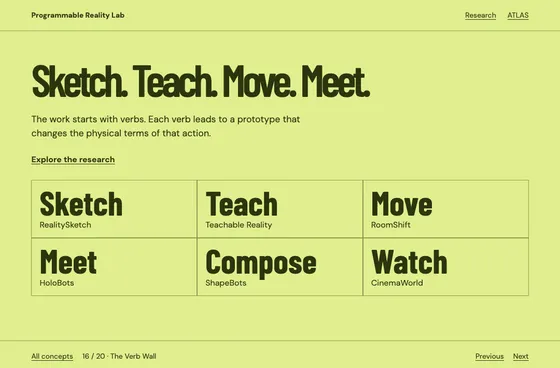 Programmable Reality Lab
Research ATLAS
Sketch. Teach. Move. Meet.
The work starts with verbs. Each verb leads to a prototype that
changes the physical terms of that action.
Explore the research
Sketch
RealitySketch
Teach
Teachable Reality
Move
RoomShift
Meet
HoloBots
Compose
ShapeBots
Watch
CinemaWorld
All concepts 16 / 20 · The Verb Wall
Previous Next